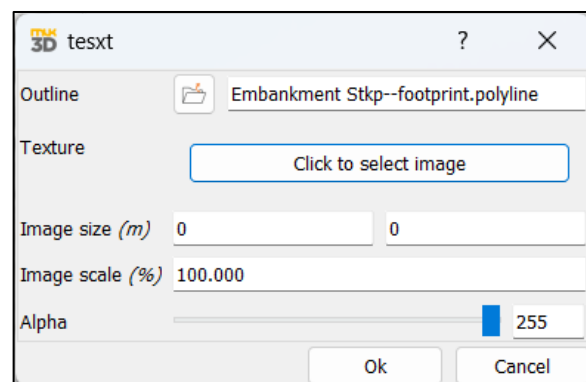 muk
3D tesxt ? ×
Outline Embankment Stkp--footprint.polyline
Texture Click to select image
Image size (m) 0 0
Image scale (%) 100.000
Alpha 255
Ok Cancel